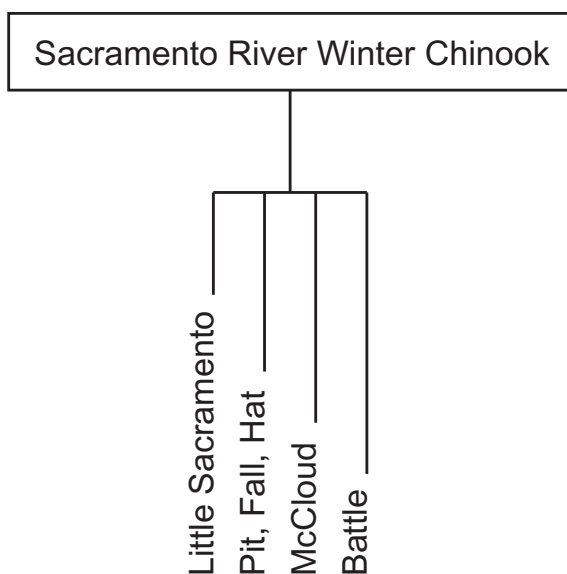 Sacramento River Winter Chinook
Little Sacramento
Pit, Fall, Hat
McCloud
Battle